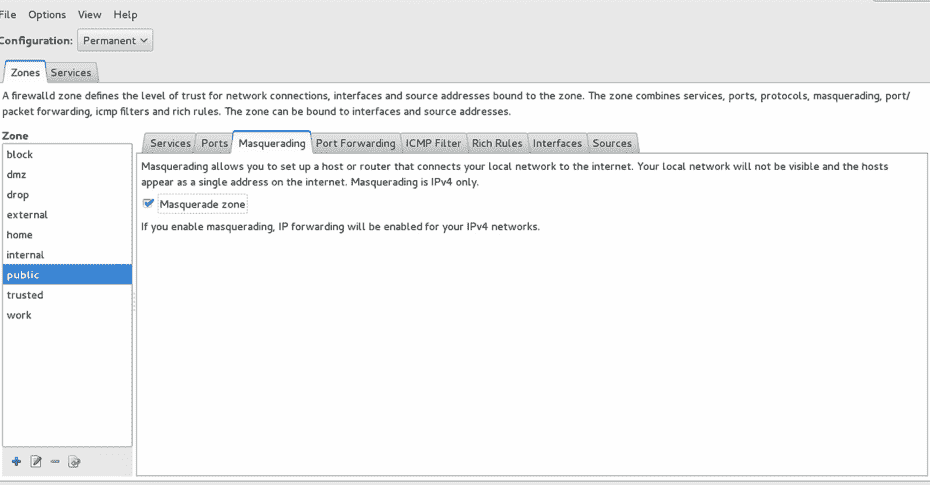 File Options View Help
Configuration: Permanent
Zones Services
A firewalld zone defines the level of trust for network connections, interfaces and source addresses bound to the zone. The zone combines services, ports, protocols, masquerading, port/
packet forwarding, icmp filters and rich rules. The zone can be bound to interfaces and source addresses.
Zone
block
dmz
drop
external
home
internal
public
trusted
work
Services Ports Masquerading Port Forwarding ICMP Filter Rich Rules Interfaces Sources
Masquerading allows you to set up a host or router that connects your local network to the internet. Your local network will not be visible and the hosts
appear as a single address on the internet. Masquerading is IPv4 only.
Masquerade zone
If you enable masquerading, IP forwarding will be enabled for your IPv4 networks.